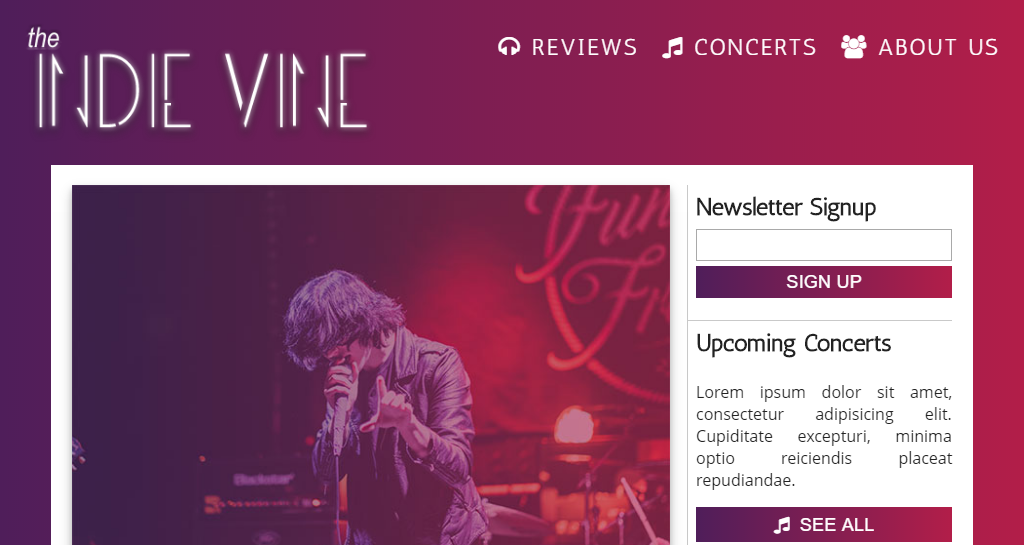 the
INDIE VINE
REVIEWS
CONCERTS
ABOUT US
Newsletter Signup
SIGN UP
Upcoming Concerts
Lorem ipsum dolor sit amet,
consectetur adipisicing elit.
Cupiditate excepturi, minima
optio reiciendis placeat
repudiandae.
SEE ALL
Blackstar